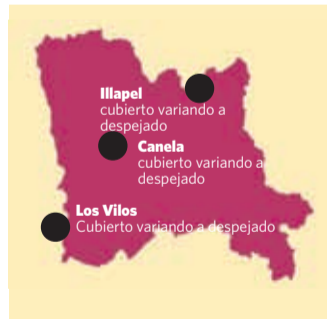 Illapel
cubierto variando a
despejado
Canela
cubierto variando a
despejado
Los Vilos
Cubierto variando a despejado